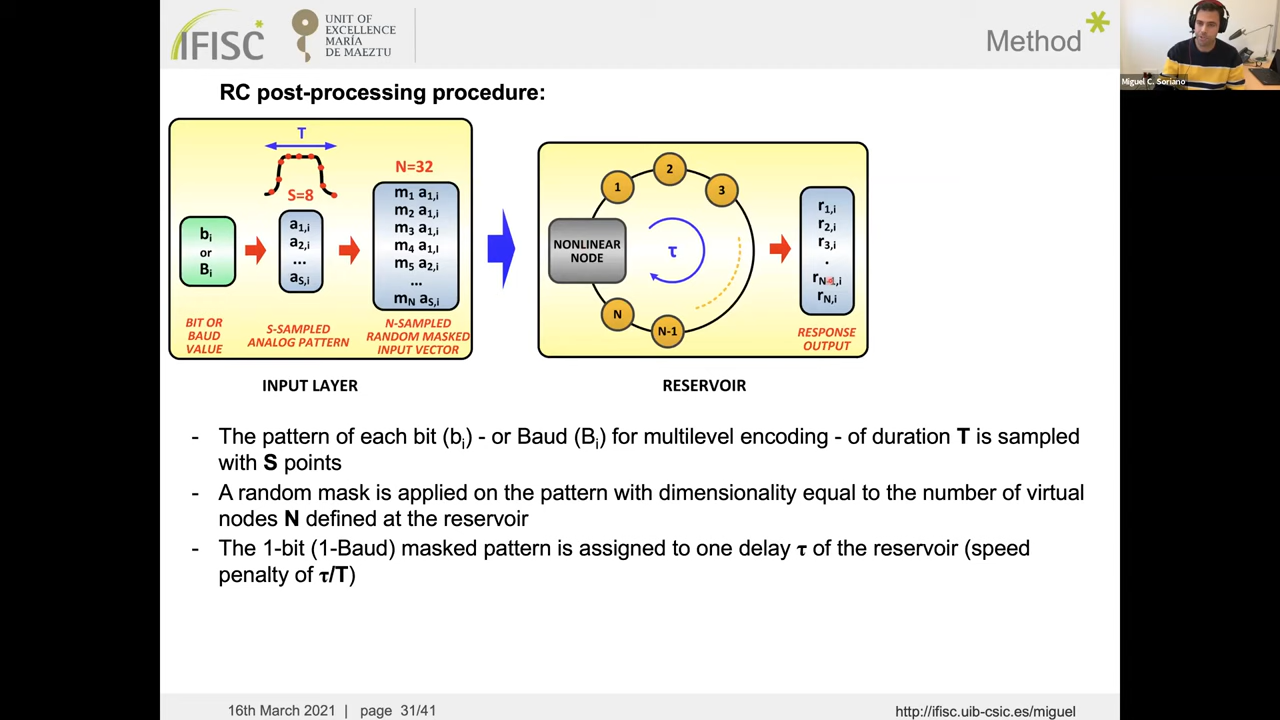 IFISC
UNIT OF
EXCELLENCE
MARÍA
DE MAEZTU
Method
Miguel C. Soriano
RC post-processing procedure:
T
S=8
N=32
bᵢ
or
Bᵢ
a₁,ᵢ
a₂,ᵢ
...
aS,i
m₁ a₁,ᵢ
m₂ a₁,ᵢ
m₃ a₁,ᵢ
m₄ a₁,I
m₅ a₂,ᵢ
...
mN aS,i
BIT OR
BAUD
VALUE
S-SAMPLED
ANALOG PATTERN
N-SAMPLED
RANDOM MASKED
INPUT VECTOR
INPUT LAYER
1
2
3
NONLINEAR
NODE
τ
N
N-1
r₁,ᵢ
r₂,ᵢ
r₃,ᵢ
.
rN-1,i
rN,i
RESPONSE
OUTPUT
RESERVOIR
- The pattern of each bit (bᵢ) - or Baud (Bᵢ) for multilevel encoding - of duration T is sampled
with S points
- A random mask is applied on the pattern with dimensionality equal to the number of virtual
nodes N defined at the reservoir
- The 1-bit (1-Baud) masked pattern is assigned to one delay τ of the reservoir (speed
penalty of τ/T)
16th March 2021 | page 31/41
http://ifisc.uib-csic.es/miguel